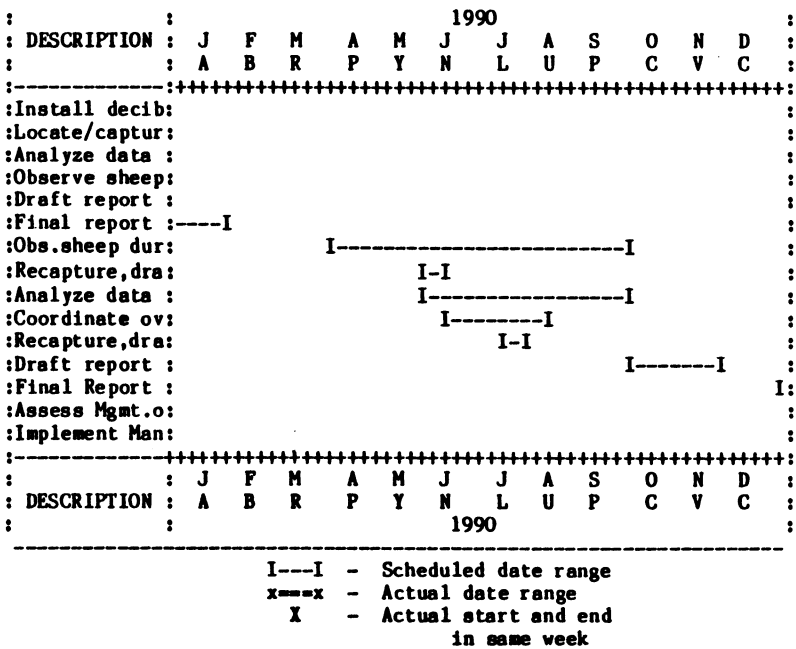 :             :                        1990                          :
: DESCRIPTION :  J   F   M    A   M   J    J   A   S    O   N   D   :
:             :  A   B   R    P   Y   N    L   U   P    C   V   C   :
:-------------:+++++++++++++++++++++++++++++++++++++++++++++++++++++:
:Install decib:                                                     :
:Locate/captur:                                                     :
:Analyze data :                                                     :
:Observe sheep:                                                     :
:Draft report :                                                     :
:Final report :----I                                                :
:Obs.sheep dur:             I-------------------------I             :
:Recapture,dra:                     I-I                             :
:Analyze data :                     I-----------------I             :
:Coordinate ov:                       I--------I                    :
:Recapture,dra:                            I-I                      :
:Draft report :                                       I-------I     :
:Final Report :                                                    I:
:Assess Mgmt.o:                                                     :
:Implement Man:                                                     :
:-------------+++++++++++++++++++++++++++++++++++++++++++++++++++++:
:             :  J   F   M    A   M   J    J   A   S    O   N   D   :
: DESCRIPTION :  A   B   R    P   Y   N    L   U   P    C   V   C   :
:             :                        1990                          :
-------------------------------------------------------------------
I---I  -  Scheduled date range
x===x  -  Actual date range
X  -  Actual start and end
in same week